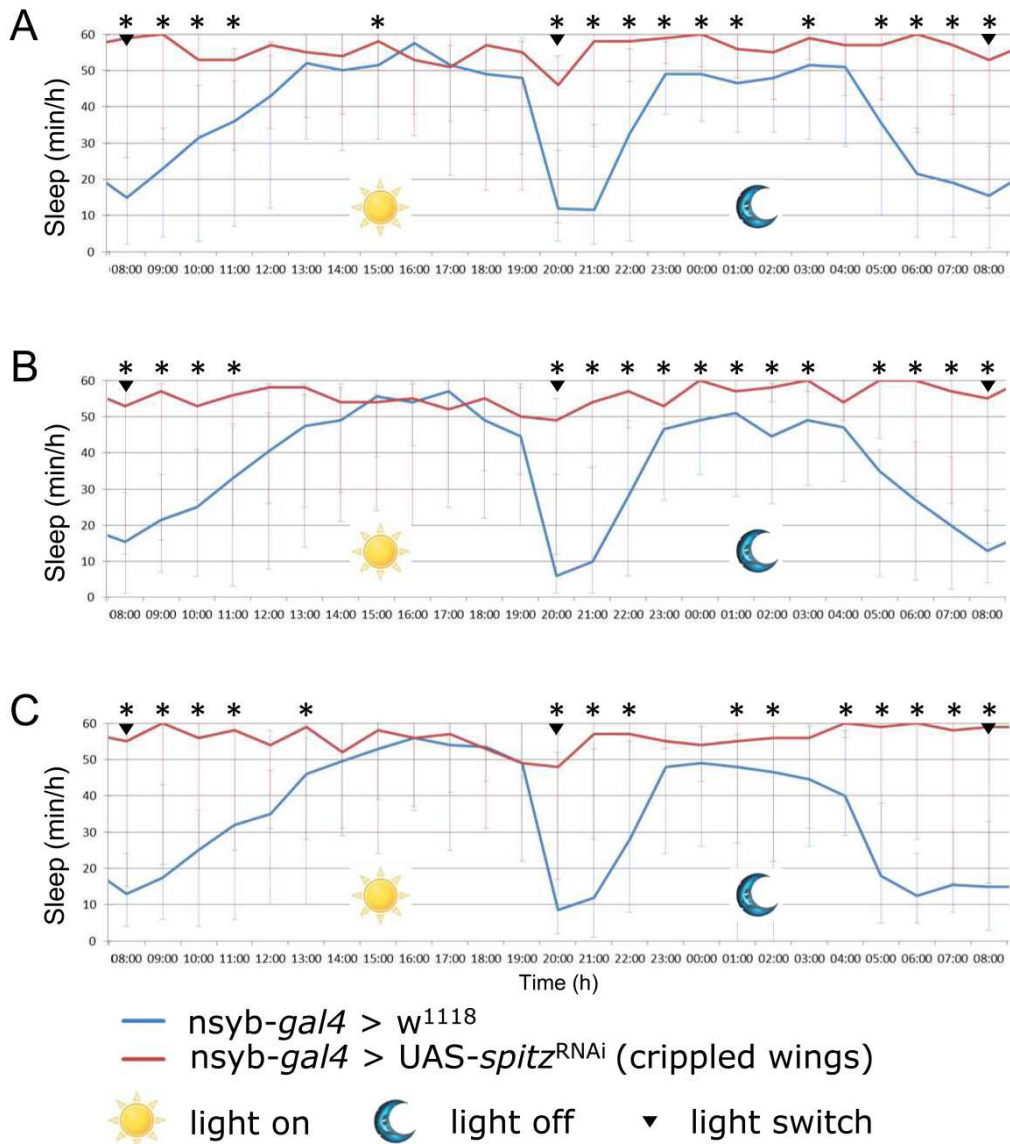 A
* * * * * * * * * * * * * * * * *
60
50
40
30
20
10
0
Sleep (min/h)
08:00 09:00 10:00 11:00 12:00 13:00 14:00 15:00 16:00 17:00 18:00 19:00 20:00 21:00 22:00 23:00 00:00 01:00 02:00 03:00 04:00 05:00 06:00 07:00 08:00
B
* * * * * * * * * * * * * * * *
60
50
40
30
20
10
0
Sleep (min/h)
08:00 09:00 10:00 11:00 12:00 13:00 14:00 15:00 16:00 17:00 18:00 19:00 20:00 21:00 22:00 23:00 00:00 01:00 02:00 03:00 04:00 05:00 06:00 07:00 08:00
C
* * * * * * * * * * * * * * *
60
50
40
30
20
10
0
Sleep (min/h)
08:00 09:00 10:00 11:00 12:00 13:00 14:00 15:00 16:00 17:00 18:00 19:00 20:00 21:00 22:00 23:00 00:00 01:00 02:00 03:00 04:00 05:00 06:00 07:00 08:00
Time (h)
nsyb-gal4 > w¹¹¹⁸
nsyb-gal4 > UAS-spitzᴿᴺᴬⁱ (crippled wings)
light on light off light switch